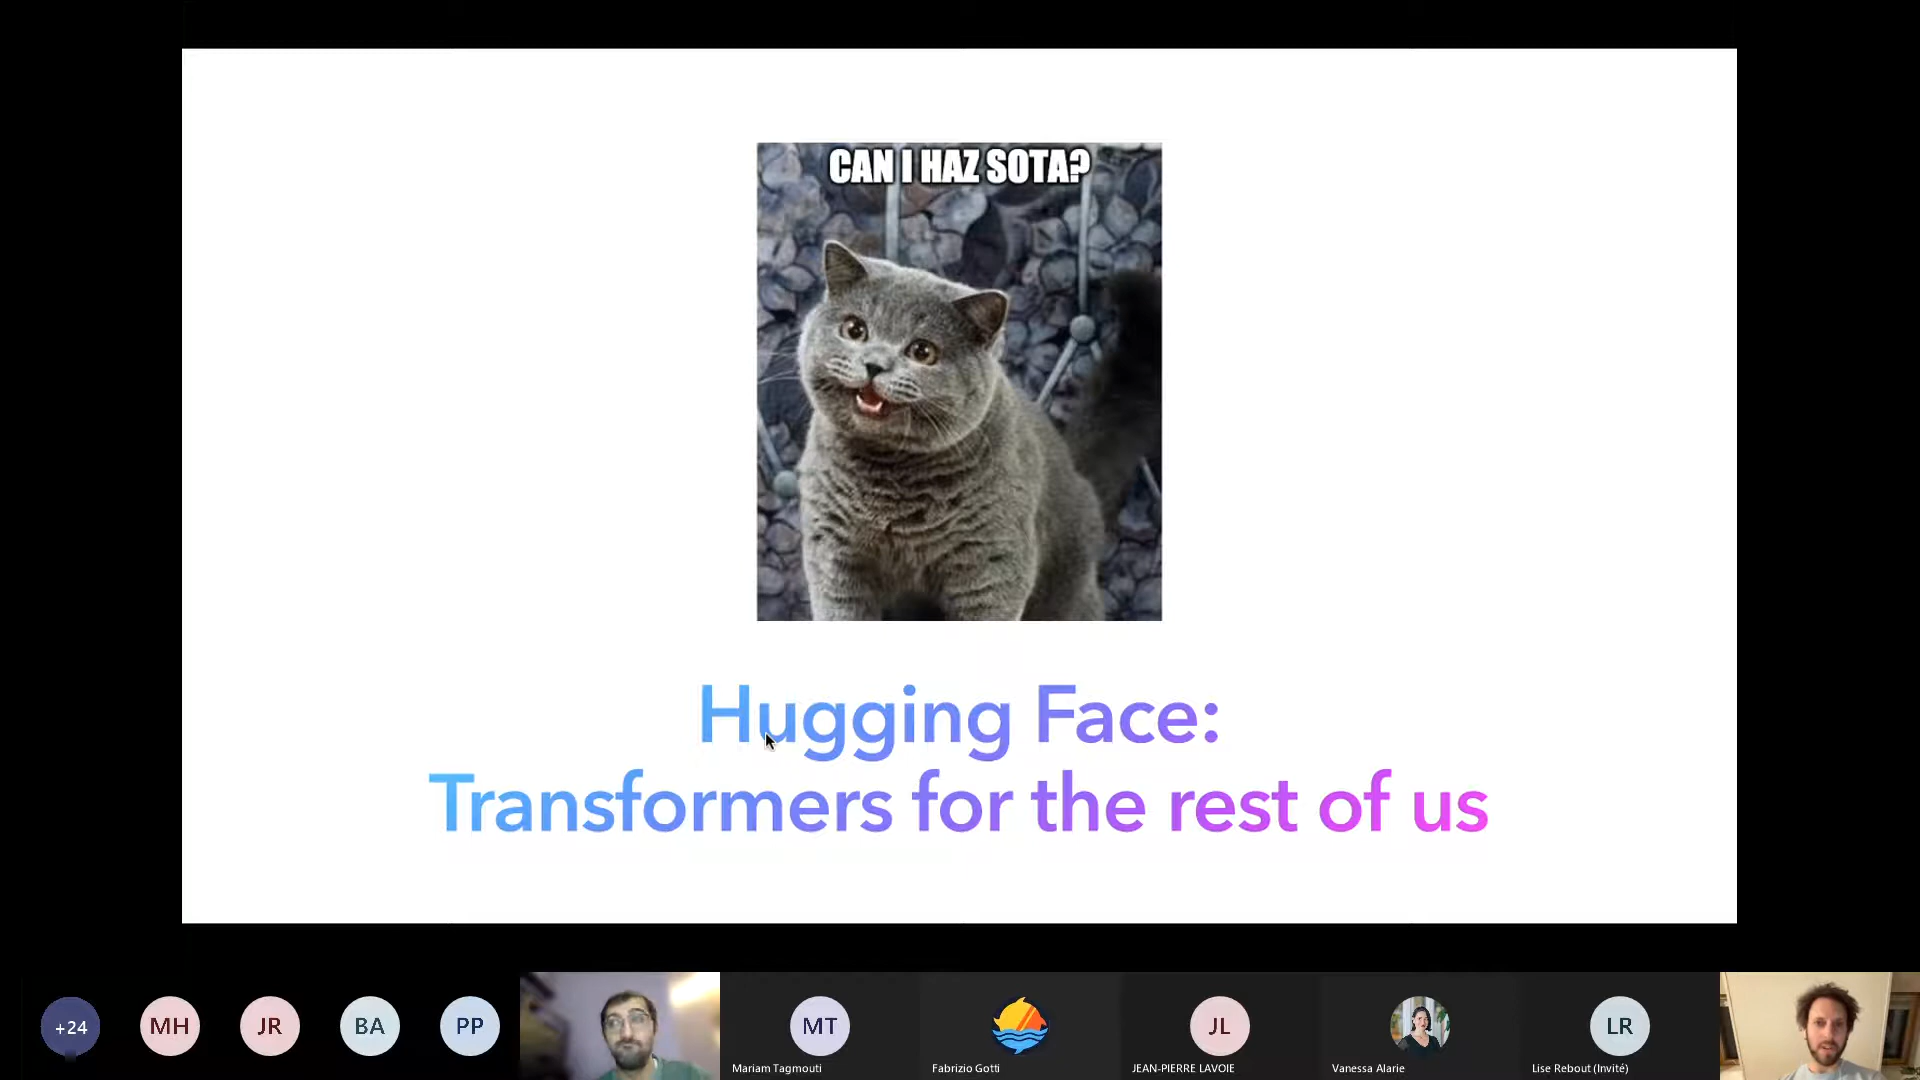 CAN I HAZ SOTA?
Hugging Face:
Transformers for the rest of us
+24
MH
JR
BA
PP
MT
JL
LR
Mariam Tagmouti
Fabrizio Gotti
JEAN-PIERRE LAVOIE
Vanessa Alarie
Lise Rebout (Invité)